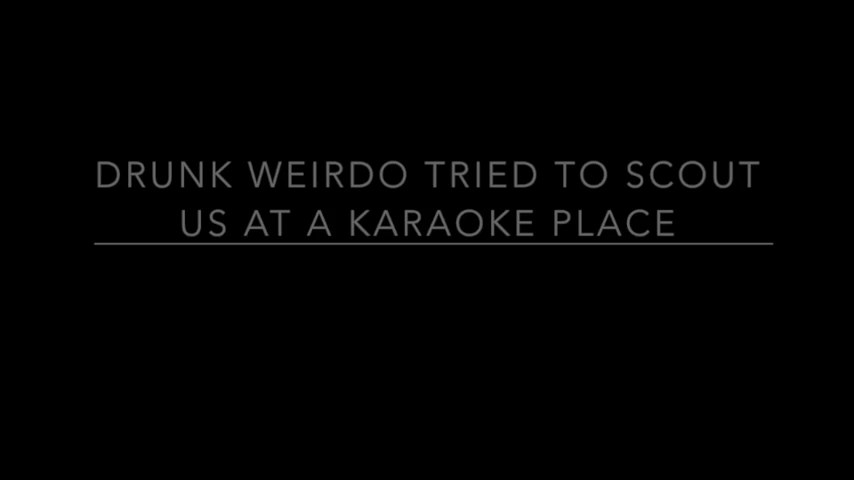 DRUNK WEIRDO TRIED TO SCOUT
US AT A KARAOKE PLACE